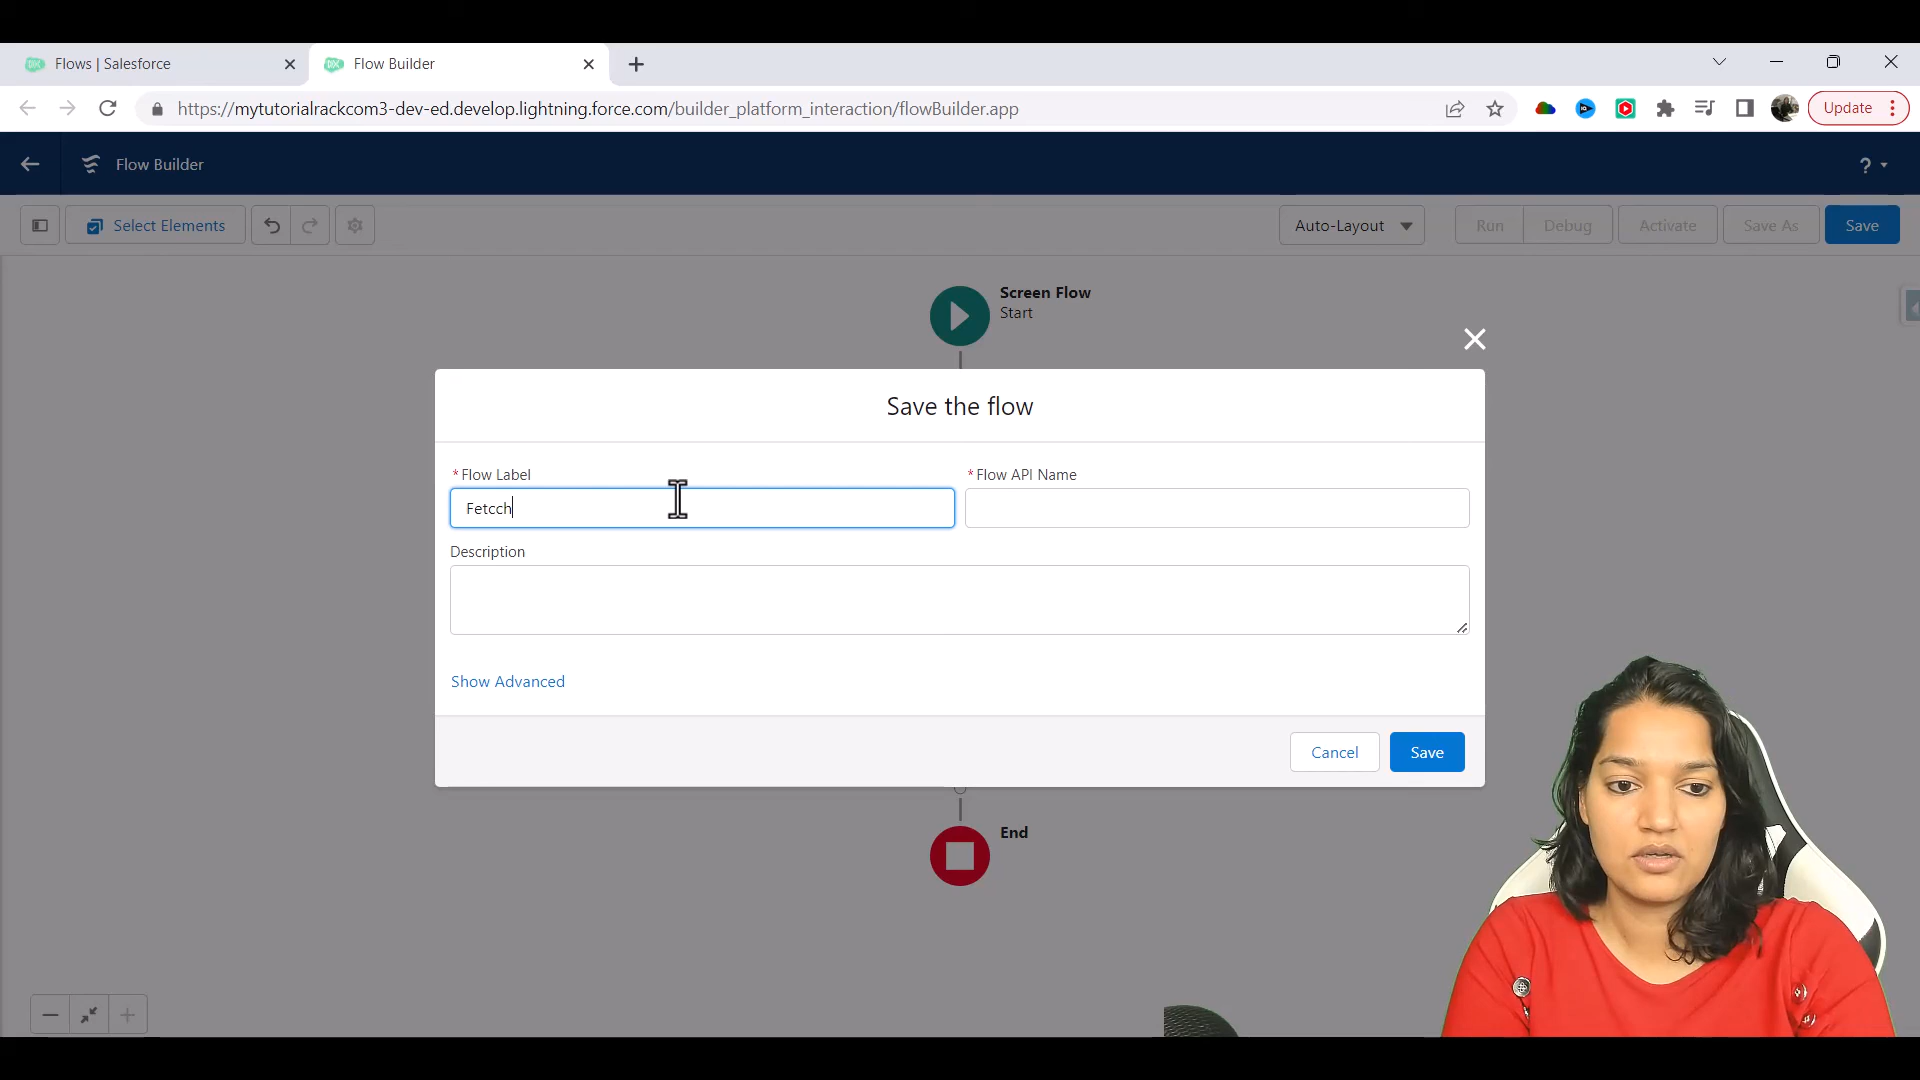 Flows | Salesforce
Flow Builder
https://mytutorialrackcom3-dev-ed.develop.lightning.force.com/builder_platform_interaction/flowBuilder.app
Update
Flow Builder
?
Select Elements
Auto-Layout
Run
Debug
Activate
Save As
Save
Screen Flow
Start
Save the flow
* Flow Label
* Flow API Name
Fetcch
Description
Show Advanced
Cancel
Save
End